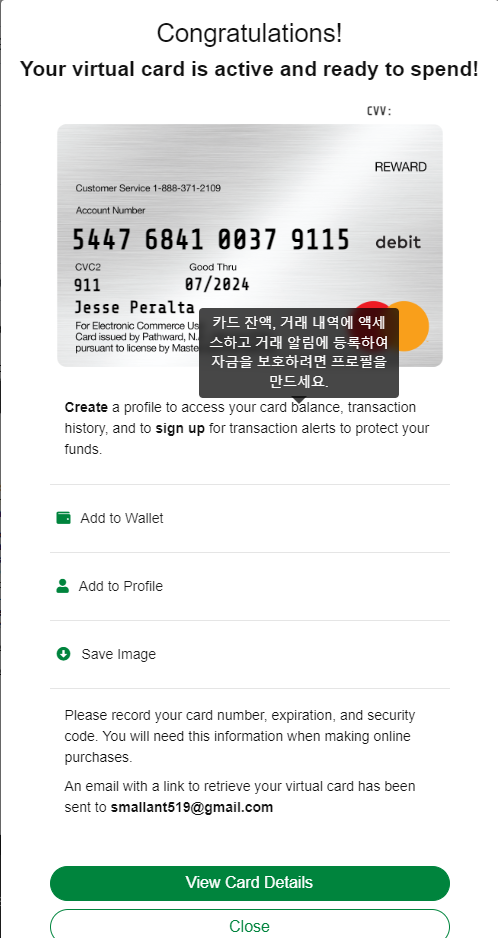 Congratulations!
Your virtual card is active and ready to spend!
CVV:
REWARD
Customer Service 1-888-371-2109
Account Number
5447 6841 0037 9115
debit
CVC2
Good Thru
911
07/2024
Jesse Peralta
For Electronic Commerce Us
Card issued by Pathward, N.
pursuant to license by Maste
카드 잔액, 거래 내역에 액세
스하고 거래 알림에 등록하여
자금을 보호하려면 프로필을
만드세요.
Create a profile to access your card balance, transaction
history, and to sign up for transaction alerts to protect your
funds.
Add to Wallet
Add to Profile
Save Image
Please record your card number, expiration, and security
code. You will need this information when making online
purchases.
An email with a link to retrieve your virtual card has been
sent to smallant519@gmail.com
View Card Details
Close